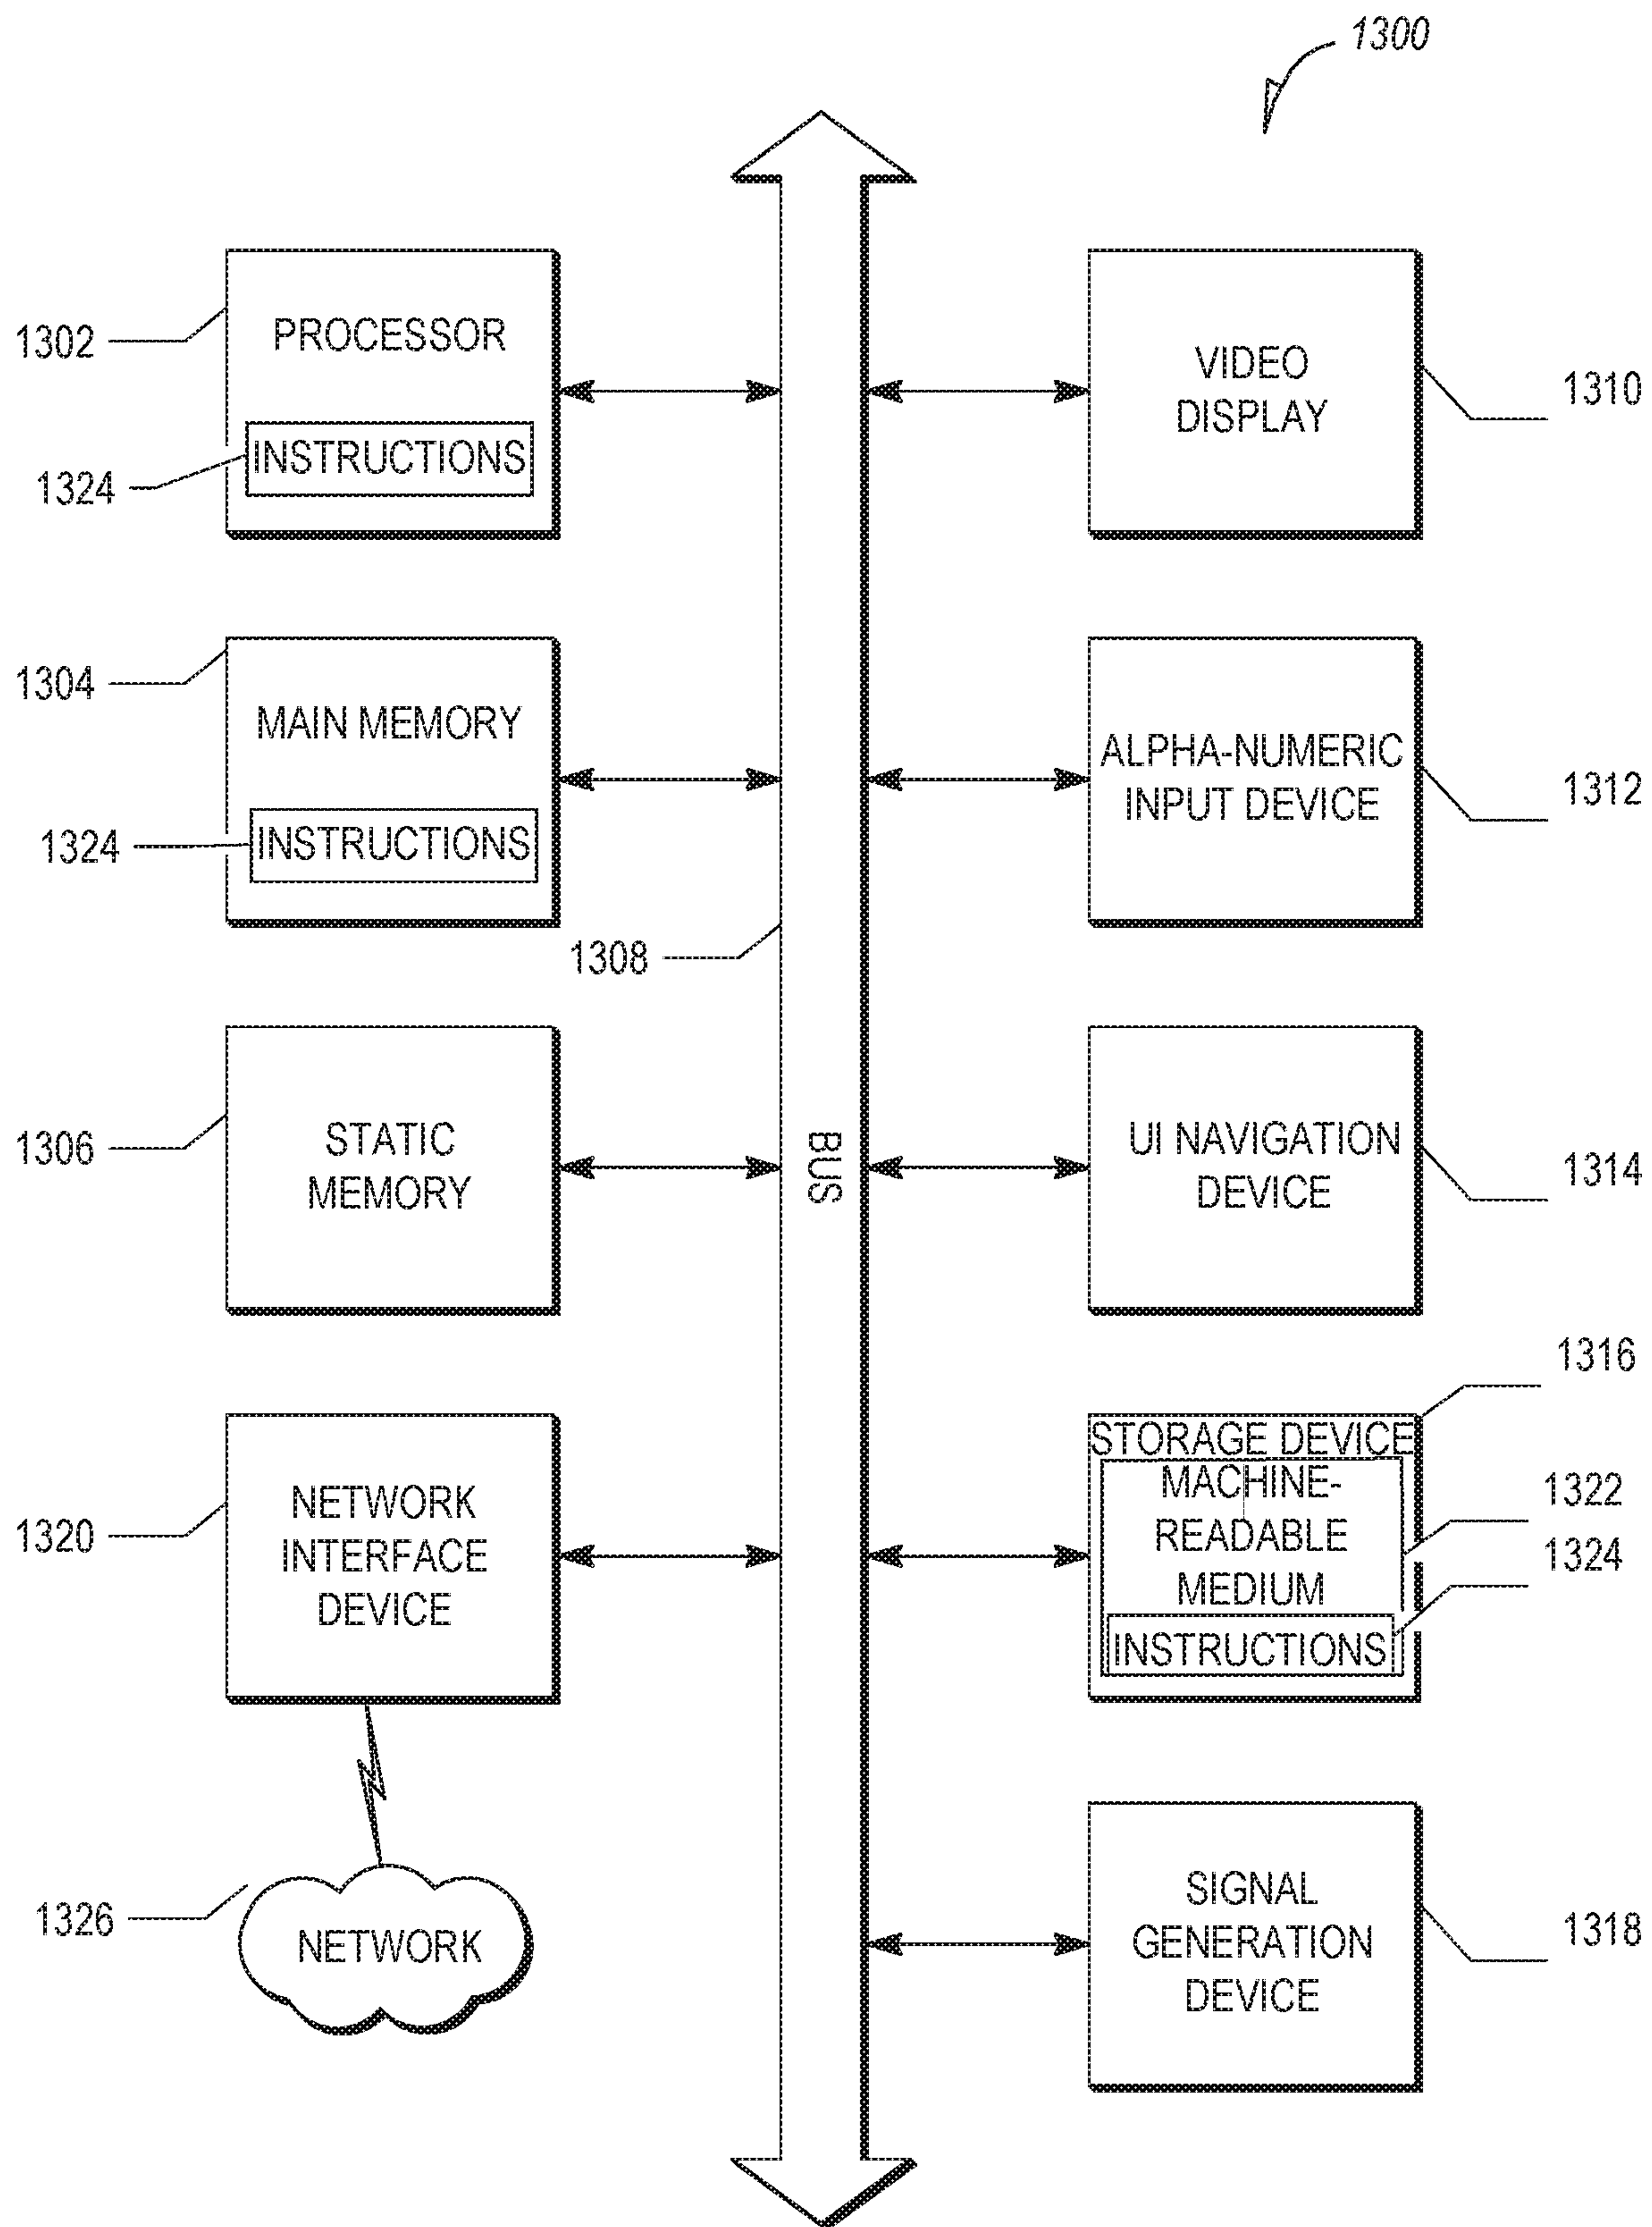 1300
1302
PROCESSOR
1324
INSTRUCTIONS
VIDEO
DISPLAY
1310
1304
MAIN MEMORY
1324
INSTRUCTIONS
ALPHA-NUMERIC
INPUT DEVICE
1312
1308
1306
STATIC
MEMORY
BUS
UI NAVIGATION
DEVICE
1314
1320
NETWORK
INTERFACE
DEVICE
1316
STORAGE DEVICE
MACHINE-
READABLE
MEDIUM
1322
1324
INSTRUCTIONS
1326
NETWORK
SIGNAL
GENERATION
DEVICE
1318